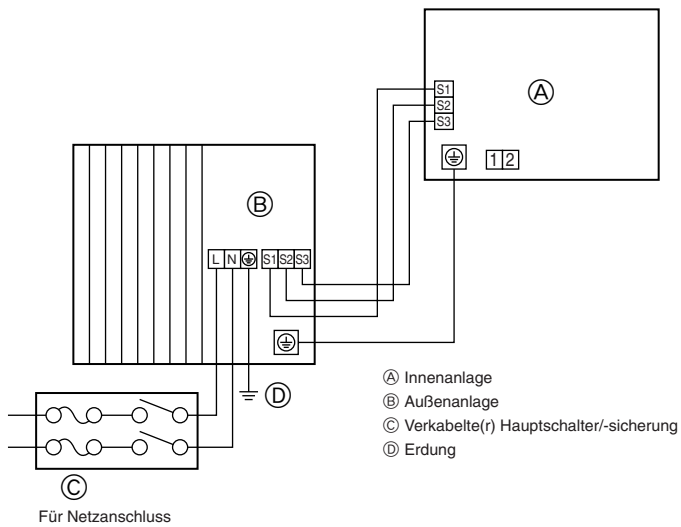 S1
S2
S3
Ⓐ
1 2
Ⓑ
L N S1 S2 S3
Ⓓ
Ⓒ
Für Netzanschluss
Ⓐ Innenanlage
Ⓑ Außenanlage
Ⓒ Verkabelte(r) Hauptschalter/-sicherung
Ⓓ Erdung